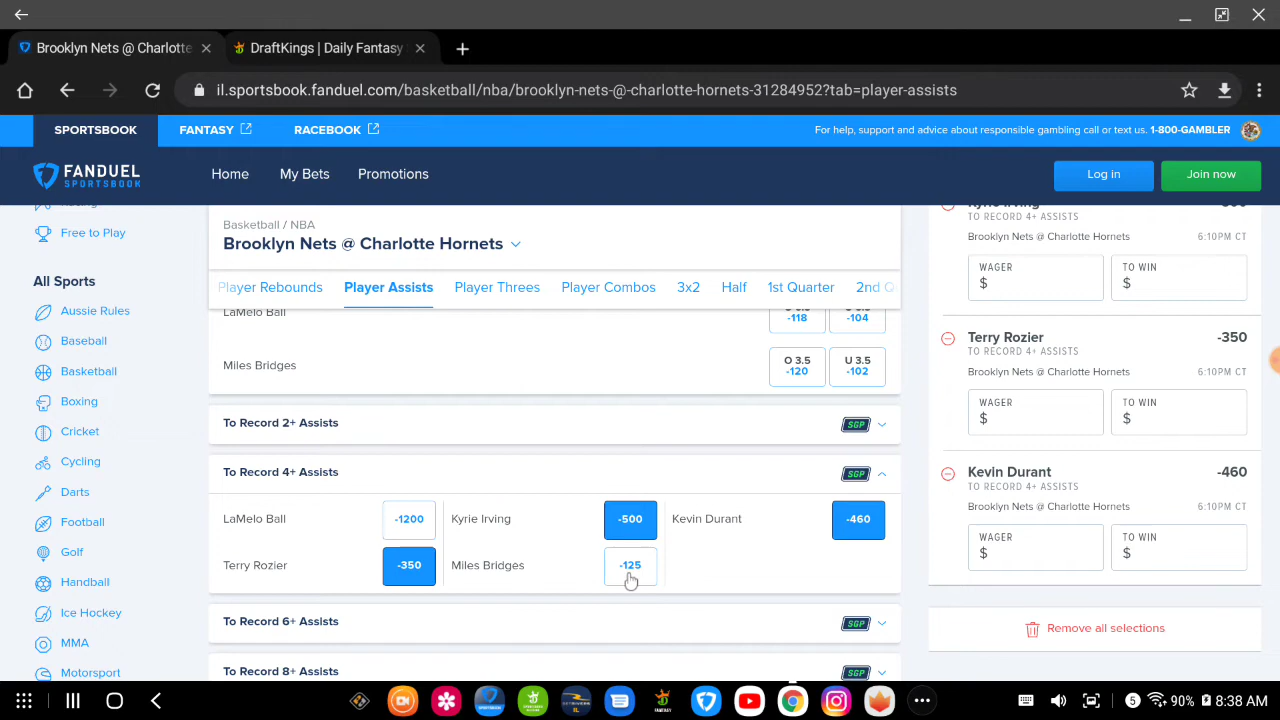 Brooklyn Nets @ Charlotte
DraftKings | Daily Fantasy
il.sportsbook.fanduel.com/basketball/nba/brooklyn-nets-@-charlotte-hornets-31284952?tab=player-assists
SPORTSBOOK
FANTASY
RACEBOOK
For help, support and advice about responsible gambling call or text us. 1-800-GAMBLER
FANDUEL
SPORTSBOOK
Home
My Bets
Promotions
Log in
Join now
Free to Play
All Sports
Aussie Rules
Baseball
Basketball
Boxing
Cricket
Cycling
Darts
Football
Golf
Handball
Ice Hockey
MMA
Motorsport
Basketball / NBA
Brooklyn Nets @ Charlotte Hornets
Player Rebounds
Player Assists
Player Threes
Player Combos
3x2
Half
1st Quarter
2nd Q
LaMelo Ball
-118
-104
Miles Bridges
O 3.5
-120
U 3.5
-102
To Record 2+ Assists
SGP
To Record 4+ Assists
SGP
LaMelo Ball
-1200
Kyrie Irving
-500
Kevin Durant
-460
Terry Rozier
-350
Miles Bridges
-125
To Record 6+ Assists
SGP
To Record 8+ Assists
SGP
Kyrie Irving
TO RECORD 4+ ASSISTS
Brooklyn Nets @ Charlotte Hornets
6:10PM CT
WAGER
$
TO WIN
$
Terry Rozier
-350
TO RECORD 4+ ASSISTS
Brooklyn Nets @ Charlotte Hornets
6:10PM CT
WAGER
$
TO WIN
$
Kevin Durant
-460
TO RECORD 4+ ASSISTS
Brooklyn Nets @ Charlotte Hornets
6:10PM CT
WAGER
$
TO WIN
$
Remove all selections
5
90%
8:38 AM